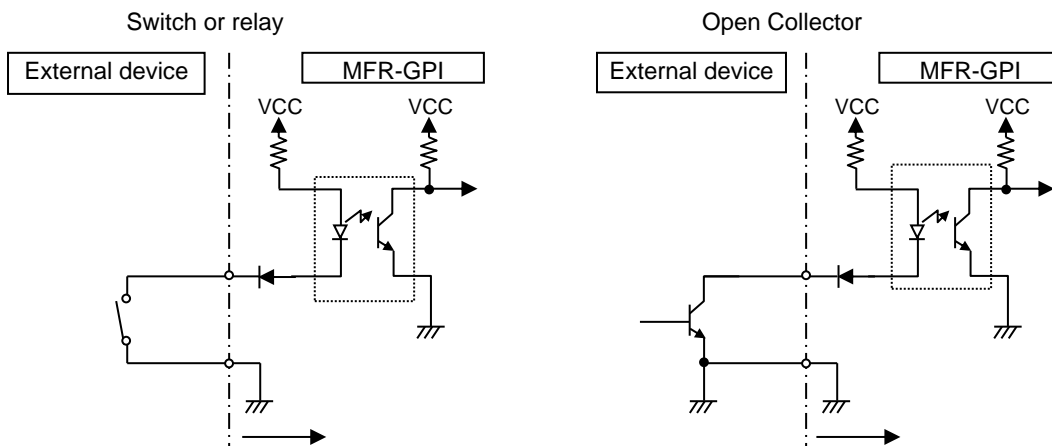 Switch or relay
External device
MFR-GPI
VCC
VCC
Open Collector
External device
MFR-GPI
VCC
VCC